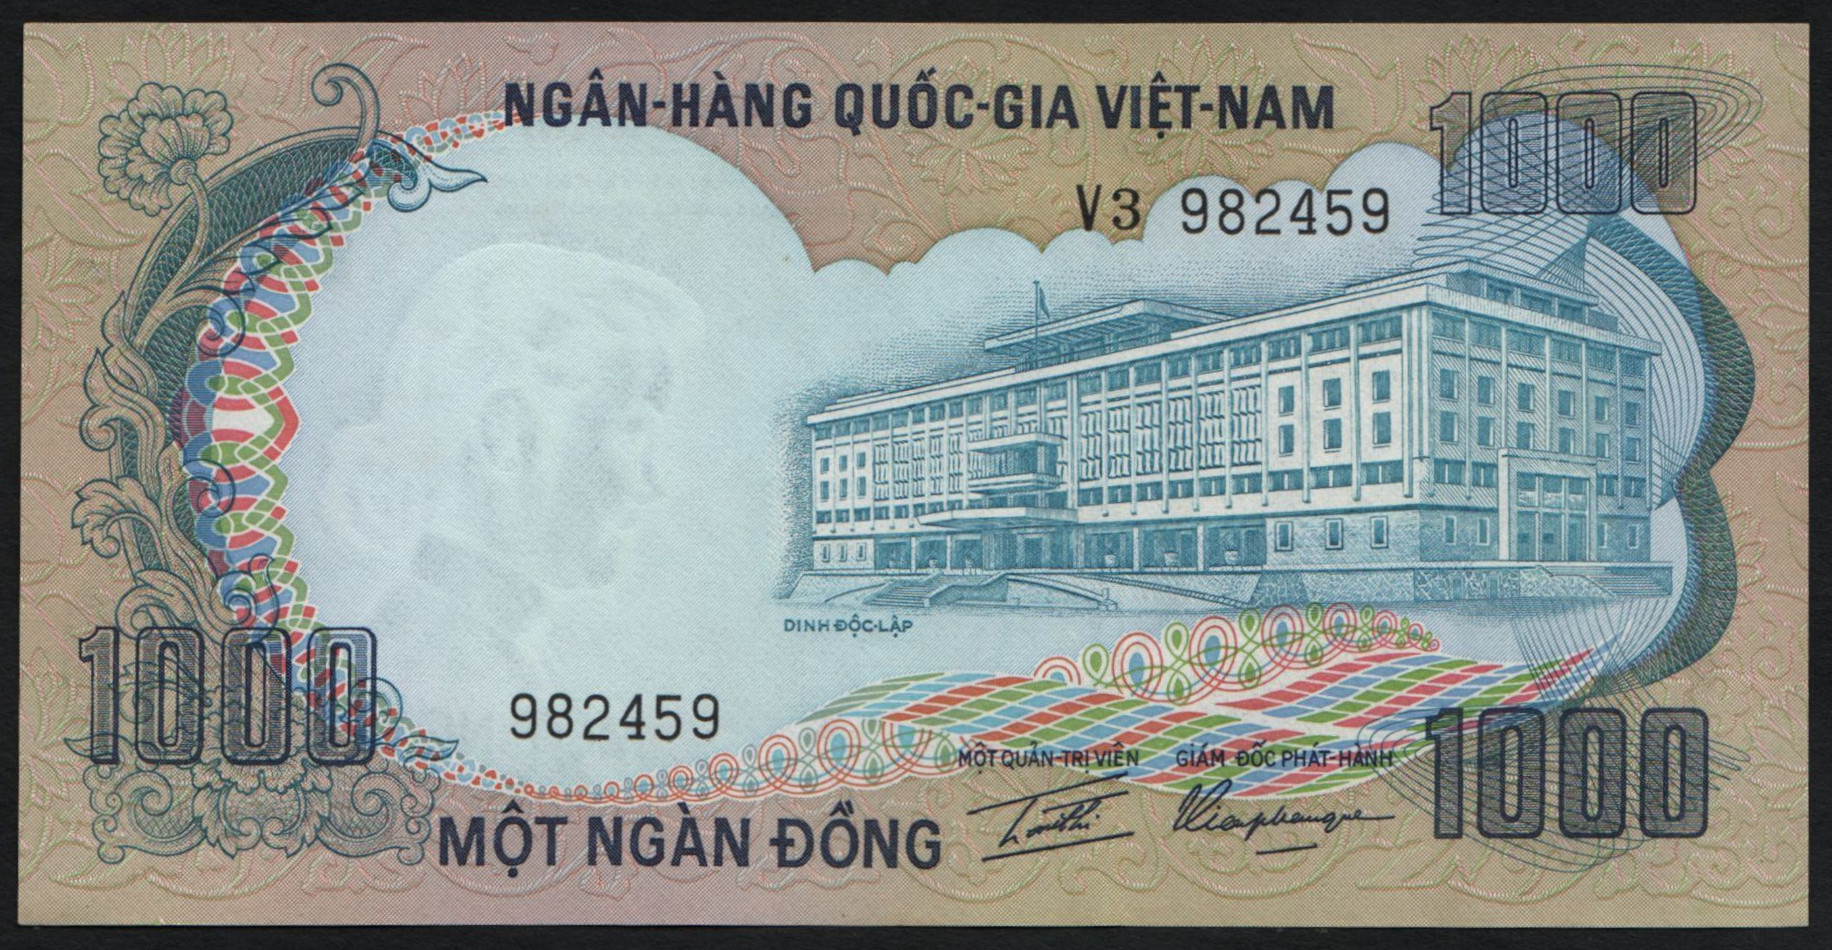 NGÂN-HÀNG QUỐC-GIA VIỆT-NAM
1000
V3 982459
DINH ĐỘC-LẬP
1000
982459
MỘT QUẢN-TRỊ VIÊN
GIÁM ĐỐC PHÁT-HÀNH
1000
MỘT NGÀN ĐỒNG